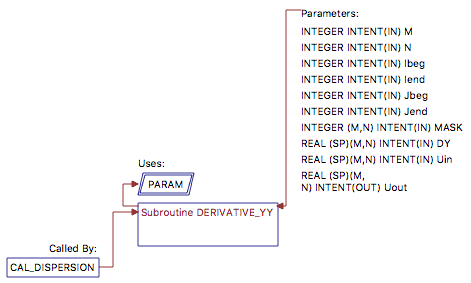 Parameters:
INTEGER INTENT(IN) M
INTEGER INTENT(IN) N
INTEGER INTENT(IN) Ibeg
INTEGER INTENT(IN) Iend
INTEGER INTENT(IN) Jbeg
INTEGER INTENT(IN) Jend
INTEGER (M,N) INTENT(IN) MASK
REAL (SP)(M,N) INTENT(IN) DY
REAL (SP)(M,N) INTENT(IN) Uin
REAL (SP)(M,
N) INTENT(OUT) Uout
Uses:
PARAM
Subroutine DERIVATIVE_YY
Called By:
CAL_DISPERSION